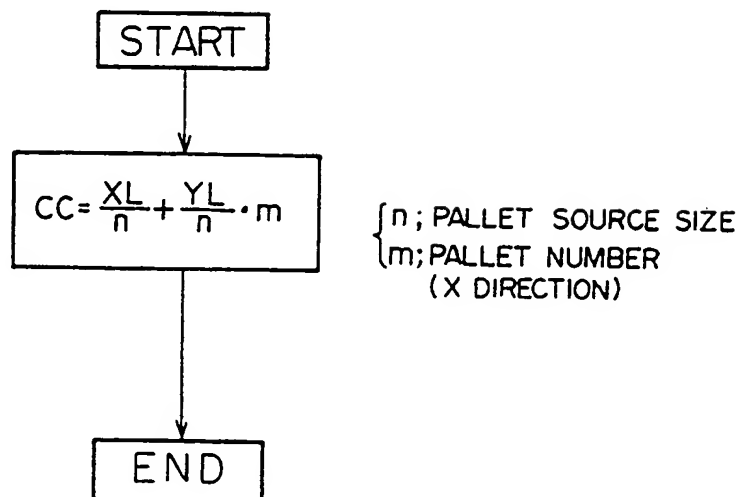 START
CC= XL/n + YL/n · m
n; PALLET SOURCE SIZE
m; PALLET NUMBER
(X DIRECTION)
END